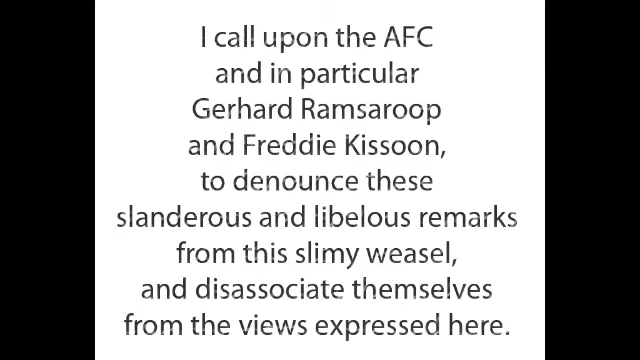 I call upon the AFC
and in particular
Gerhard Ramsaroop
and Freddie Kissoon,
to denounce these
slanderous and libelous remarks
from this slimy weasel,
and disassociate themselves
from the views expressed here.